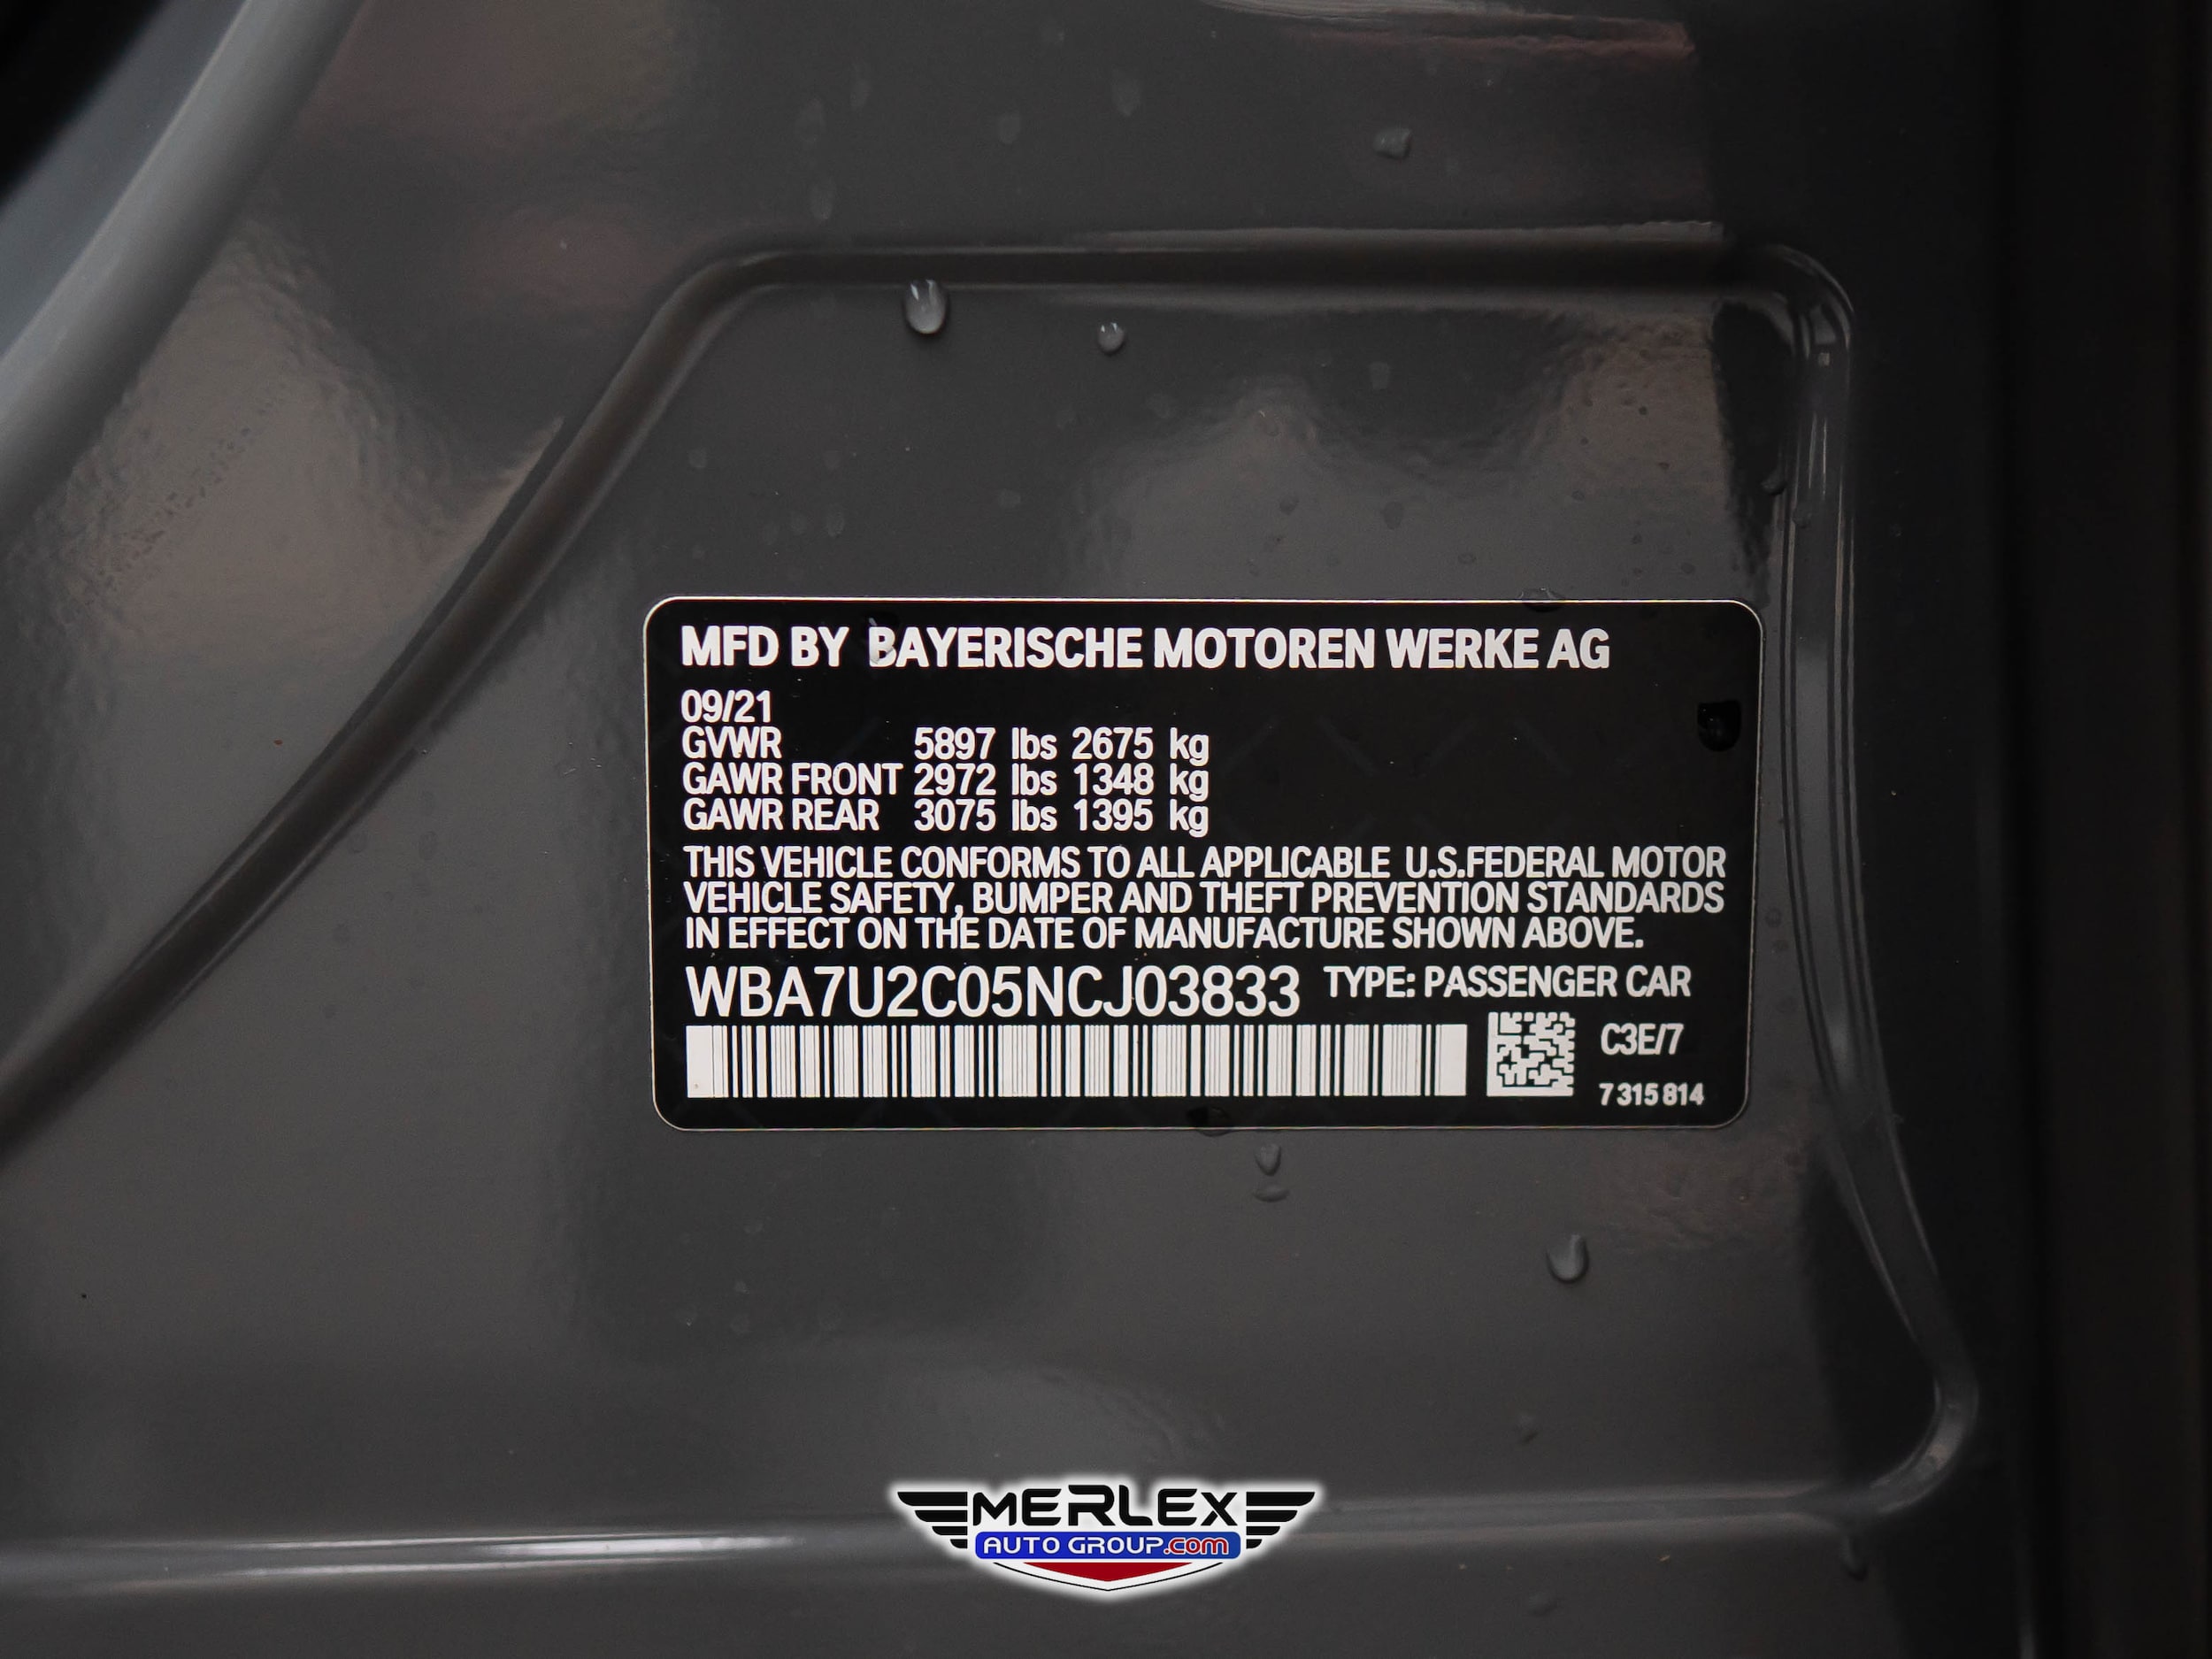 MFD BY BAYERISCHE MOTOREN WERKE AG
09/21
GVWR 5897 lbs 2675 kg
GAWR FRONT 2972 lbs 1348 kg
GAWR REAR 3075 lbs 1395 kg
THIS VEHICLE CONFORMS TO ALL APPLICABLE U.S.FEDERAL MOTOR
VEHICLE SAFETY, BUMPER AND THEFT PREVENTION STANDARDS
IN EFFECT ON THE DATE OF MANUFACTURE SHOWN ABOVE.
WBA7U2C05NCJ03833 TYPE: PASSENGER CAR
C3E/7
7 315 814
MERLEX
AUTO GROUP.com